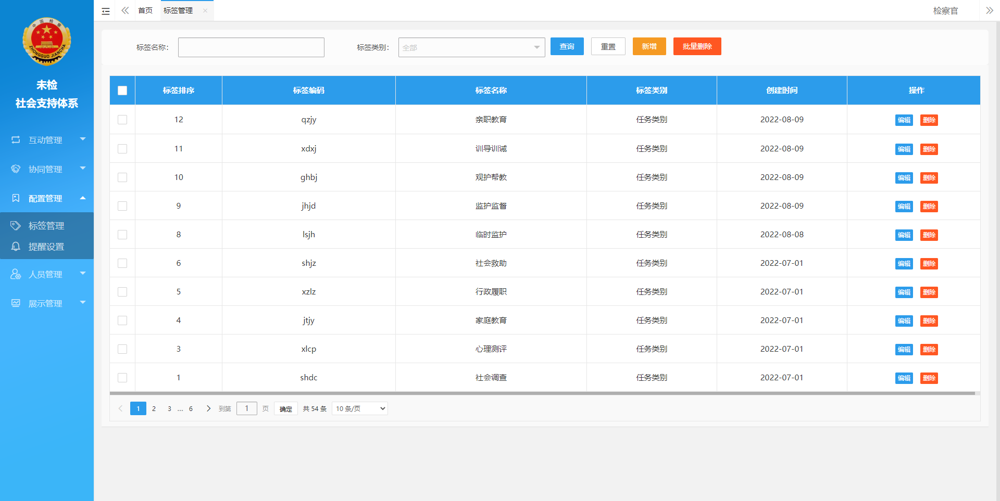 中国检察
ZHONGGUO JIANCHA
未检
社会支持体系
互动管理
协同管理
配置管理
标签管理
提醒设置
人员管理
展示管理
首页 标签管理 检察官
标签名称： 标签类别： 全部 查询 重置 新增 批量删除
标签排序 标签编码 标签名称 标签类别 创建时间 操作
12 qzjy 亲职教育 任务类别 2022-08-09 编辑 删除
11 xdxj 训导训诫 任务类别 2022-08-09 编辑 删除
10 ghbj 观护帮教 任务类别 2022-08-09 编辑 删除
9 jhjd 监护监督 任务类别 2022-08-09 编辑 删除
8 lsjh 临时监护 任务类别 2022-08-08 编辑 删除
6 shjz 社会救助 任务类别 2022-07-01 编辑 删除
5 xzlz 行政履职 任务类别 2022-07-01 编辑 删除
4 jtjy 家庭教育 任务类别 2022-07-01 编辑 删除
3 xlcp 心理测评 任务类别 2022-07-01 编辑 删除
1 shdc 社会调查 任务类别 2022-07-01 编辑 删除
1 2 3 … 6 到第 1 页 确定 共 54 条 10 条/页